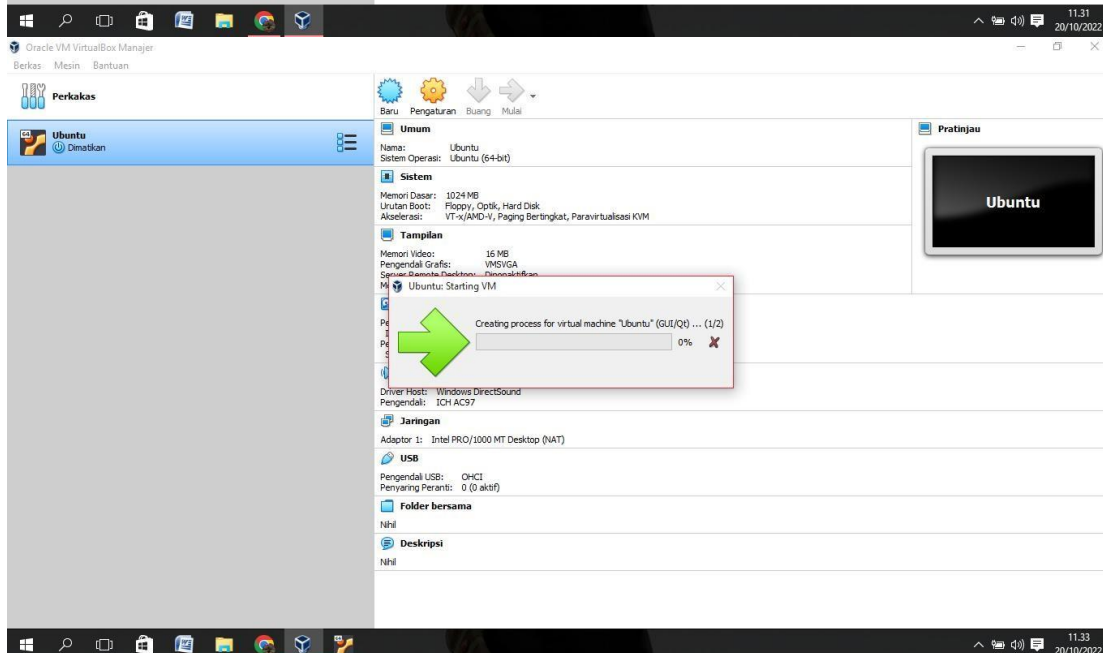 11.31
20/10/2022
Oracle VM VirtualBox Manajer
Berkas Mesin Bantuan
Perkakas
Baru Pengaturan Buang Mulai
64
Ubuntu
Dimatikan
Umum
Nama: Ubuntu
Sistem Operasi: Ubuntu (64-bit)
Pratinjau
Ubuntu
Sistem
Memori Dasar: 1024 MB
Urutan Boot: Floppy, Optik, Hard Disk
Akselerasi: VT-x/AMD-V, Paging Bertingkat, Paravirtualisasi KVM
Tampilan
Memori Video: 16 MB
Pengendali Grafis: VMSVGA
Server Remote Desktop: Dinonaktifkan
Ubuntu: Starting VM
Creating process for virtual machine "Ubuntu" (GUI/Qt) ... (1/2)
0%
Driver Host: Windows DirectSound
Pengendali: ICH AC97
Jaringan
Adaptor 1: Intel PRO/1000 MT Desktop (NAT)
USB
Pengendali USB: OHCI
Penyaring Peranti: 0 (0 aktif)
Folder bersama
Nihil
Deskripsi
Nihil
11.33
20/10/2022